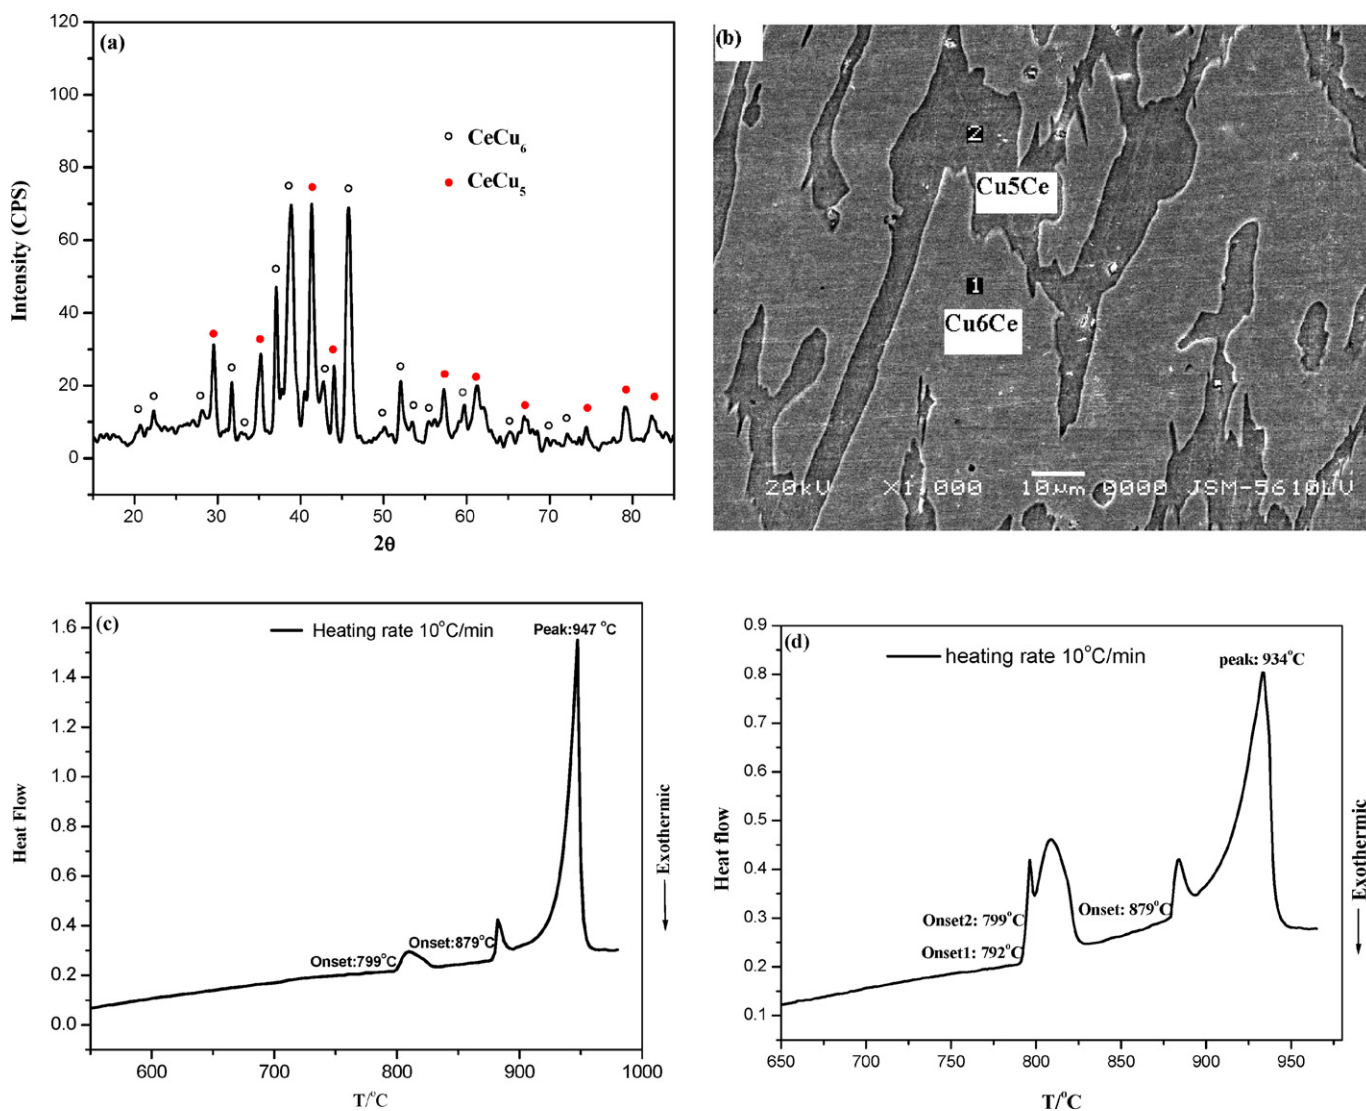 (a)
120
100
80
60
40
20
0
Intensity (CPS)
CeCu6
CeCu5
20 30 40 50 60 70 80
2θ
(b)
2
Cu5Ce
1
Cu6Ce
20kV X1,000 10μm 0000 JSM-5610LV
(c)
1.6
1.4
1.2
1.0
0.8
0.6
0.4
0.2
0.0
Heat Flow
Heating rate 10°C/min
Peak:947 °C
Onset:799°C
Onset:879°C
Exothermic
600 700 800 900 1000
T/°C
(d)
0.9
0.8
0.7
0.6
0.5
0.4
0.3
0.2
0.1
Heat flow
heating rate 10°C/min
peak: 934°C
Onset2: 799°C
Onset1: 792°C
Onset: 879°C
Exothermic
650 700 750 800 850 900 950
T/°C